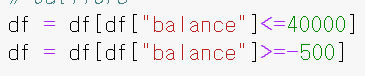 df = df[df["balance"]<=40000]
df = df[df["balance"]>=-500]